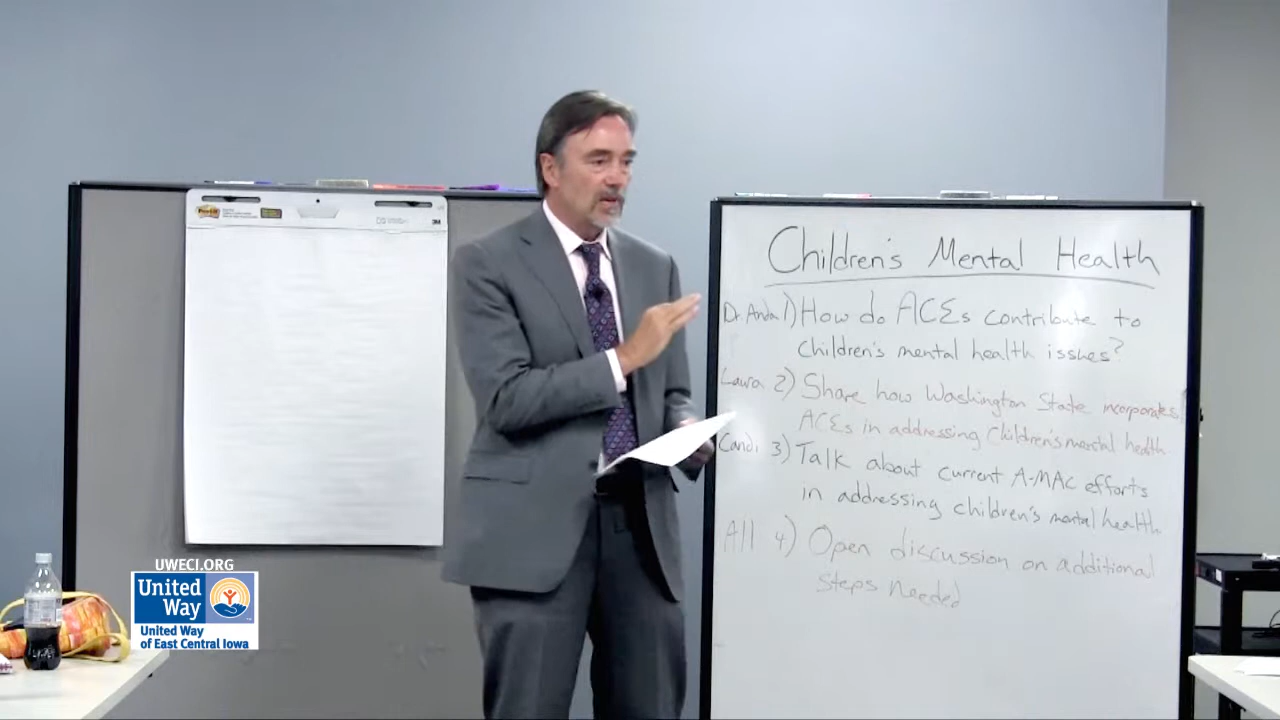 Post-it
3M
Children's Mental Health
Dr. Anda 1) How do ACEs contribute to
children's mental health issues?
Laura 2) Share how Washington State incorporates
ACEs in addressing Children's mental health
Candi 3) Talk about current A-MAC efforts
in addressing children's mental health
All 4) Open discussion on additional
steps needed
UWECI.ORG
United
Way
United Way
of East Central Iowa